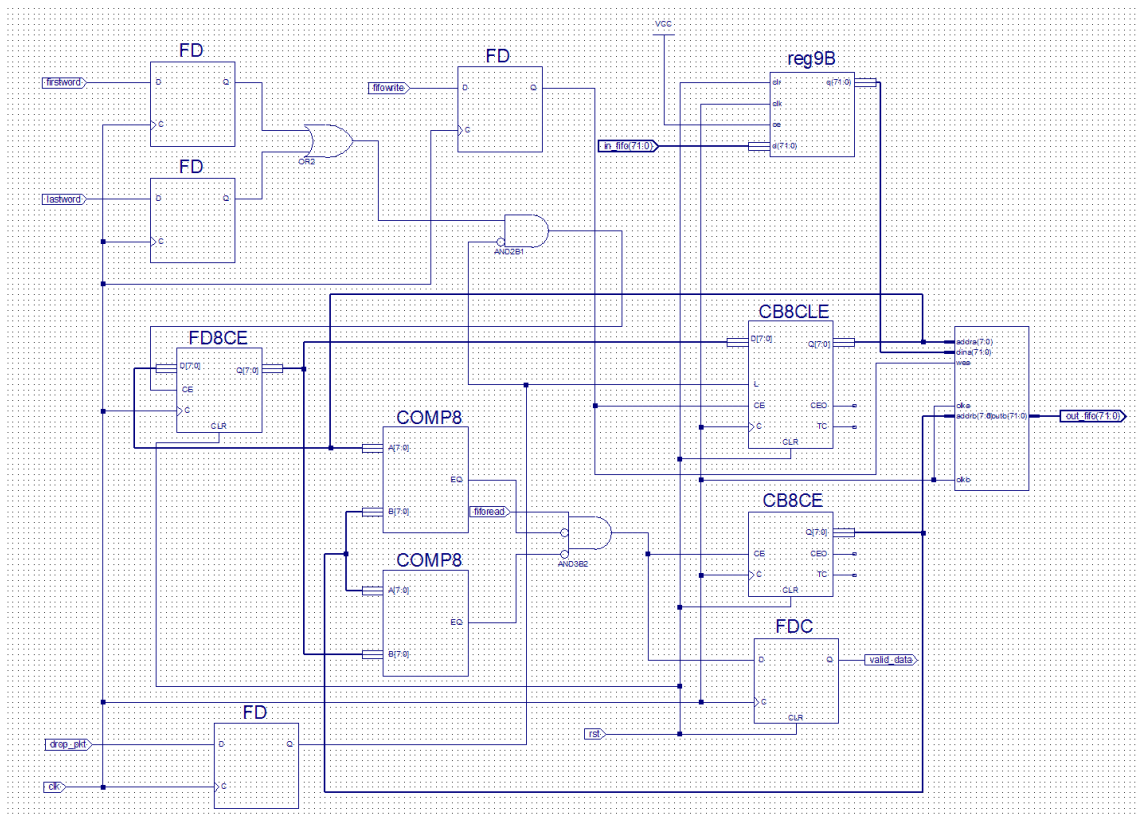 VCC
FD
FD
reg9B
firstword
D
Q
C
fifowrite
D
Q
C
clr
q(71:0)
clk
ce
in_fifo(71:0)
d(71:0)
OR2
FD
lastword
D
Q
C
AND2B1
CB8CLE
D[7:0]
Q[7:0]
L
CE
CEO
C
TC
CLR
addra(7:0)
dina(71:0)
wea
clka
addrb(7:0)
clkb
out_fifo(71:0)
FD8CE
D[7:0]
Q[7:0]
CE
C
CLR
COMP8
A[7:0]
EQ
B[7:0]
fiforead
AND3B2
COMP8
A[7:0]
EQ
B[7:0]
CB8CE
Q[7:0]
CE
CEO
C
TC
CLR
FDC
D
Q
valid_data
C
CLR
rst
FD
drop_pkt
D
Q
clk
C